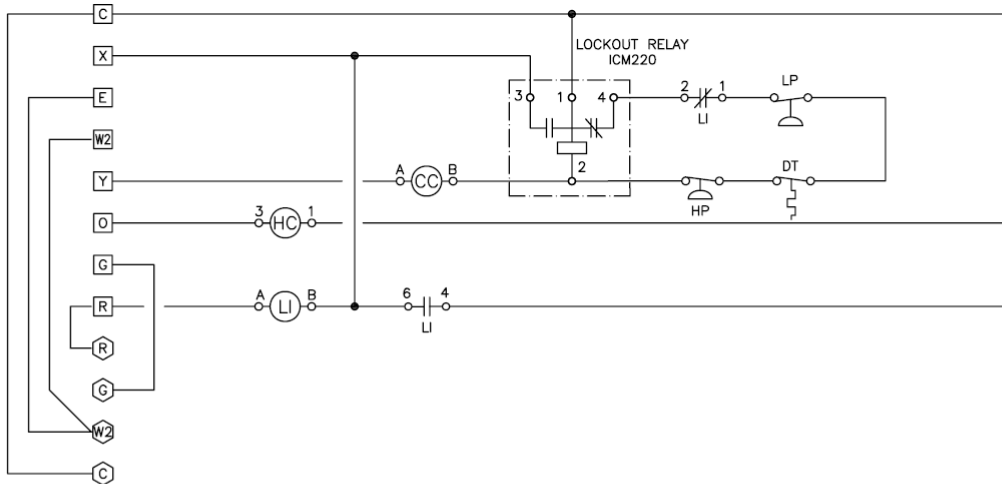 C
X
LOCKOUT RELAY
ICM220
E
3
1
4
2
1
LP
LI
W2
2
Y
A
CC
B
DT
HP
O
3
HC
1
G
R
A
LI
B
6
4
LI
R
G
W2
C